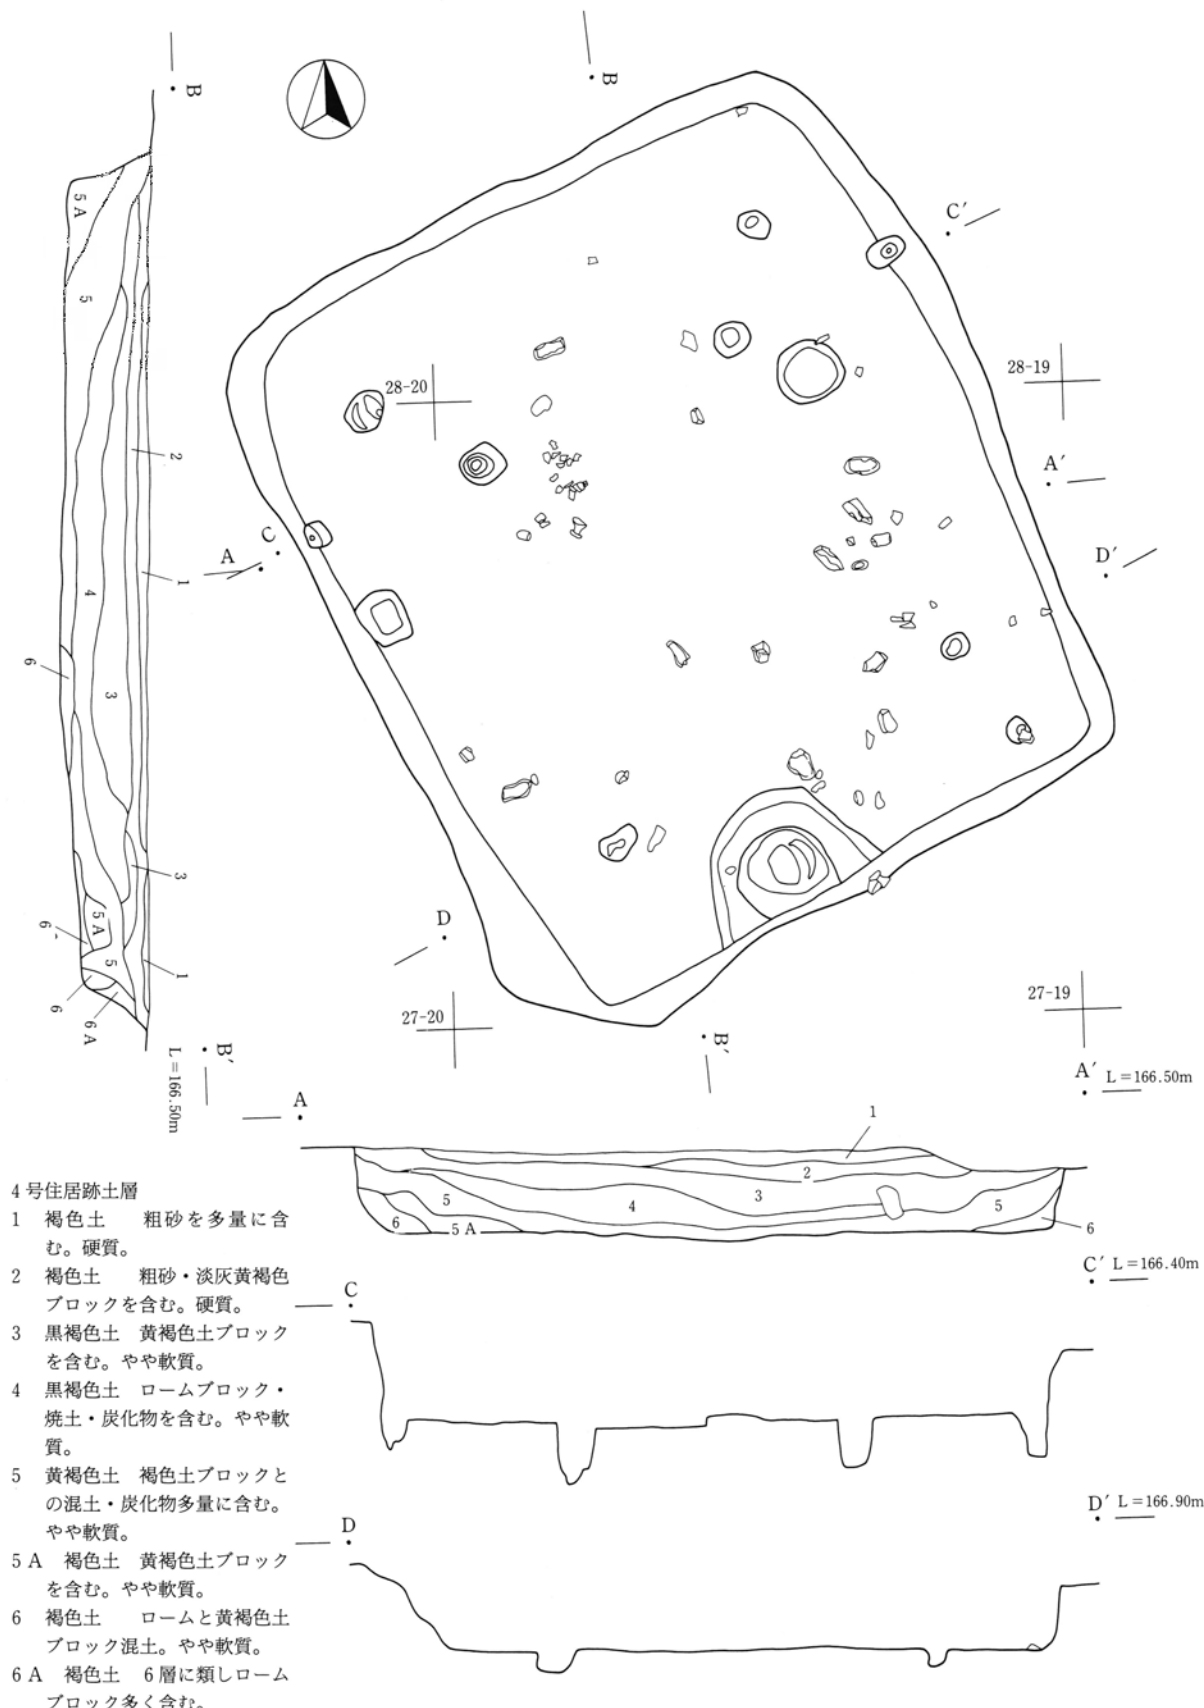 B
B
C′
28-20
28-19
A′
D′
C
A
5 A
5
2
1
4
6
3
3
5 A
6
5
1
6
6 A
D
27-20
27-19
B′
B′
L=166.50m
A
A′ L=166.50m
1
2
3
4
5
5
6
5 A
6
C
C′ L=166.40m
D
D′ L=166.90m
4号住居跡土層
1 褐色土 粗砂を多量に含
む。硬質。
2 褐色土 粗砂・淡灰黄褐色
ブロックを含む。硬質。
3 黒褐色土 黄褐色土ブロック
を含む。やや軟質。
4 黒褐色土 ロームブロック・
焼土・炭化物を含む。やや軟
質。
5 黄褐色土 褐色土ブロックと
の混土・炭化物多量に含む。
やや軟質。
5 A 褐色土 黄褐色土ブロック
を含む。やや軟質。
6 褐色土 ロームと黄褐色土
ブロック混土。やや軟質。
6 A 褐色土 6層に類しローム
ブロック多く含む。